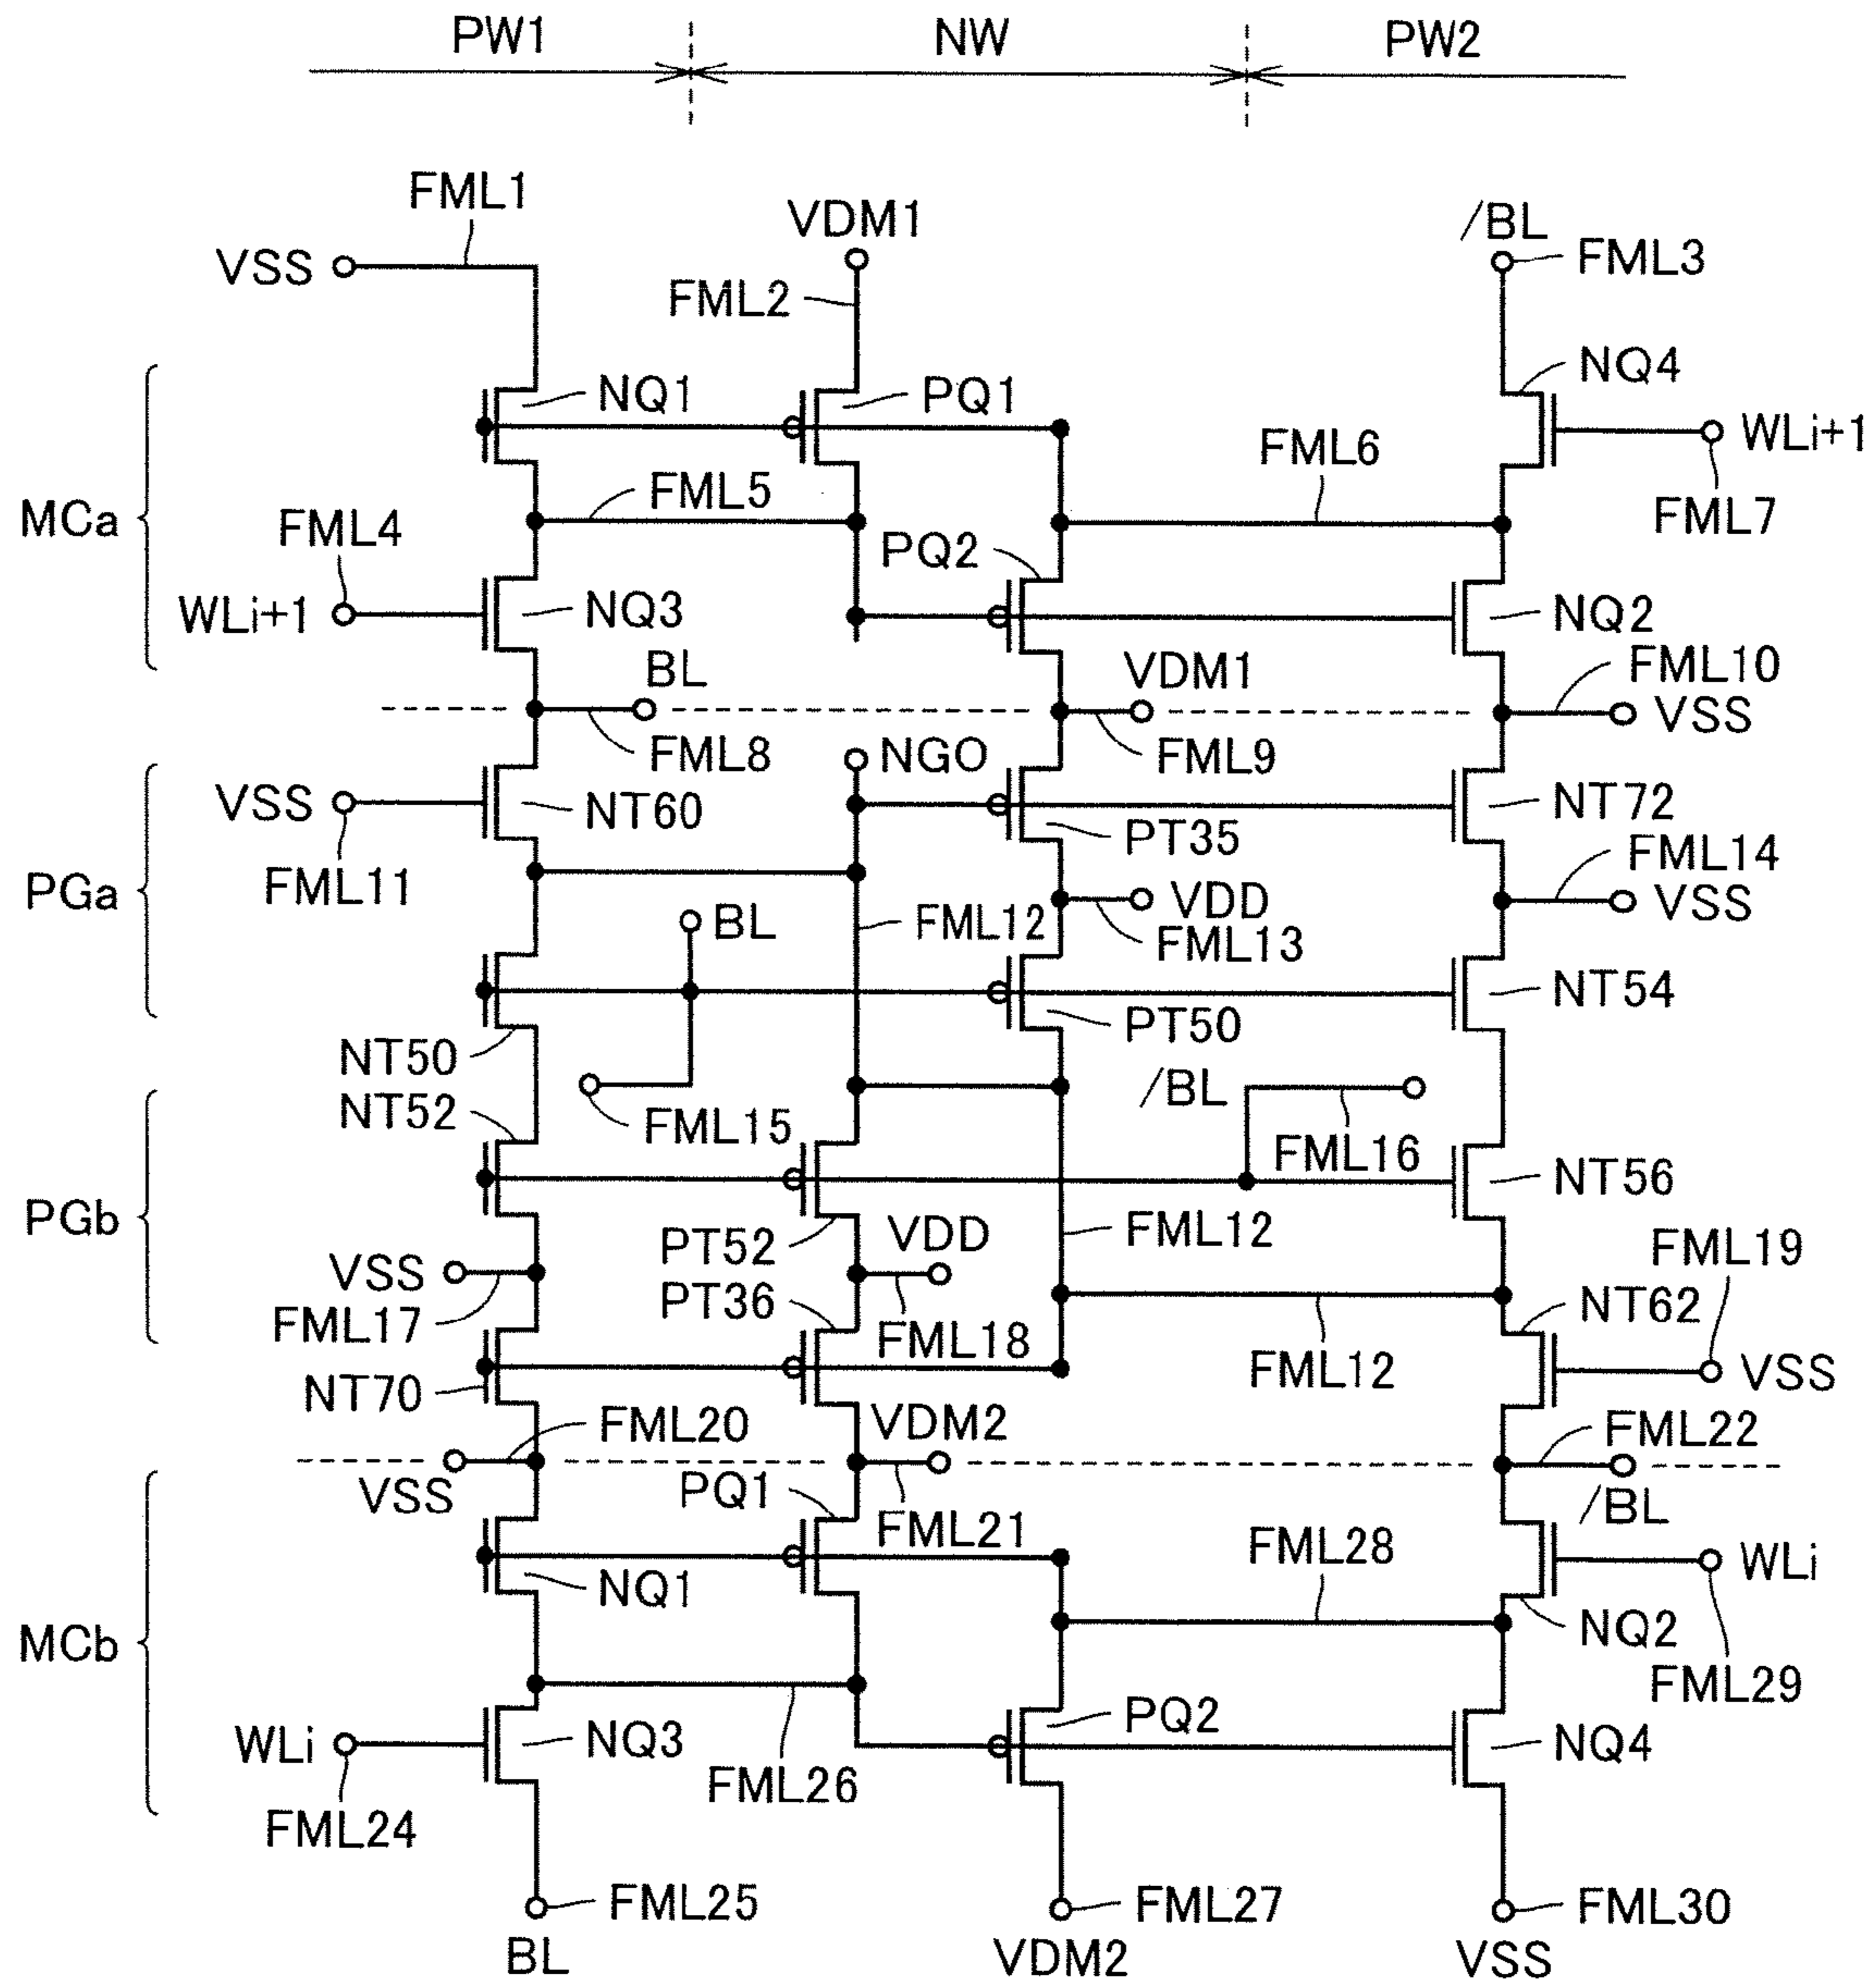 PW1 NW PW2
FML1
VDM1
/BL
VSS
FML3
FML2
NQ4
NQ1
PQ1
WLi+1
FML6
FML5
FML7
MCa
FML4
PQ2
WLi+1
NQ3
NQ2
FML10
BL
VDM1
VSS
FML8
NGO
FML9
VSS
NT60
NT72
PT35
FML14
FML11
PGa
VDD
VSS
BL
FML12
FML13
NT54
PT50
NT50
/BL
NT52
FML15
FML16
NT56
PGb
PT52
VDD
FML12
FML19
VSS
PT36
NT62
FML17
FML18
VSS
FML12
NT70
FML20
VDM2
FML22
VSS
PQ1
/BL
FML21
FML28
WLi
NQ1
NQ2
MCb
FML29
PQ2
WLi
NQ3
NQ4
FML26
FML24
FML25
FML27
FML30
BL
VDM2
VSS